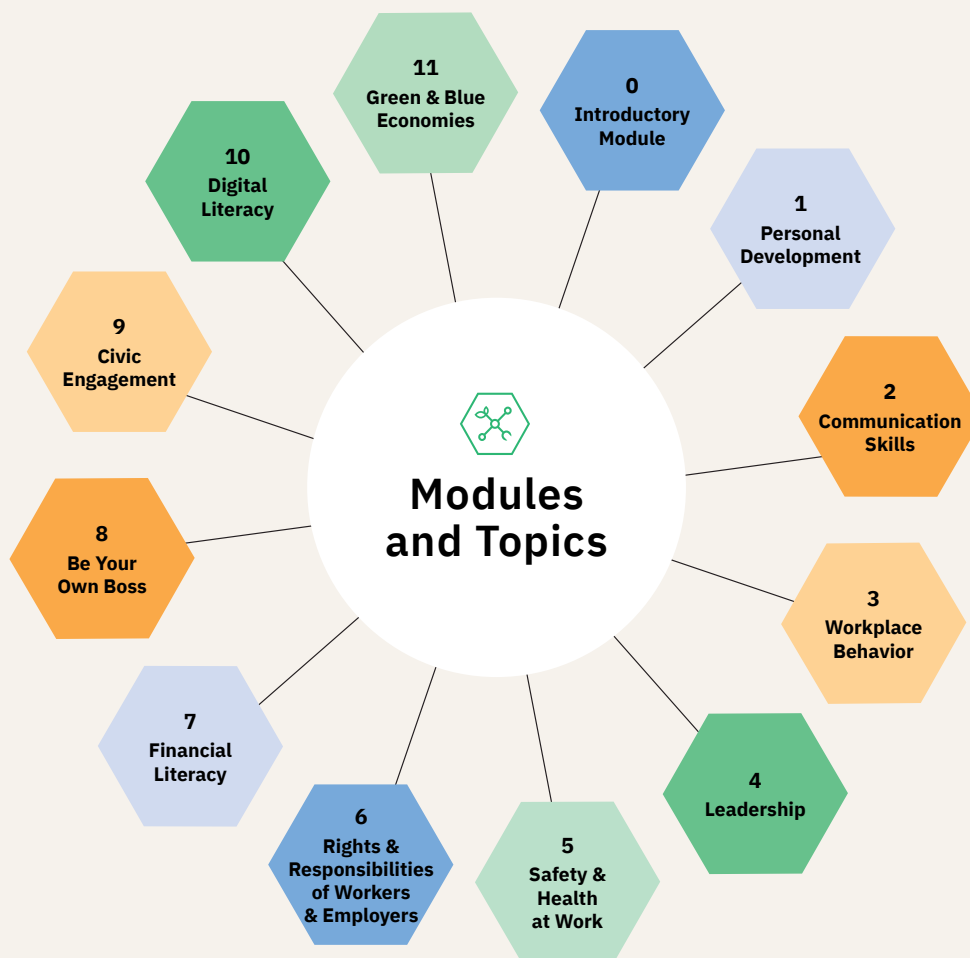 Modules
and Topics
0
Introductory
Module
1
Personal
Development
2
Communication
Skills
3
Workplace
Behavior
4
Leadership
5
Safety &
Health
at Work
6
Rights &
Responsibilities
of Workers
& Employers
7
Financial
Literacy
8
Be Your
Own Boss
9
Civic
Engagement
10
Digital
Literacy
11
Green & Blue
Economies